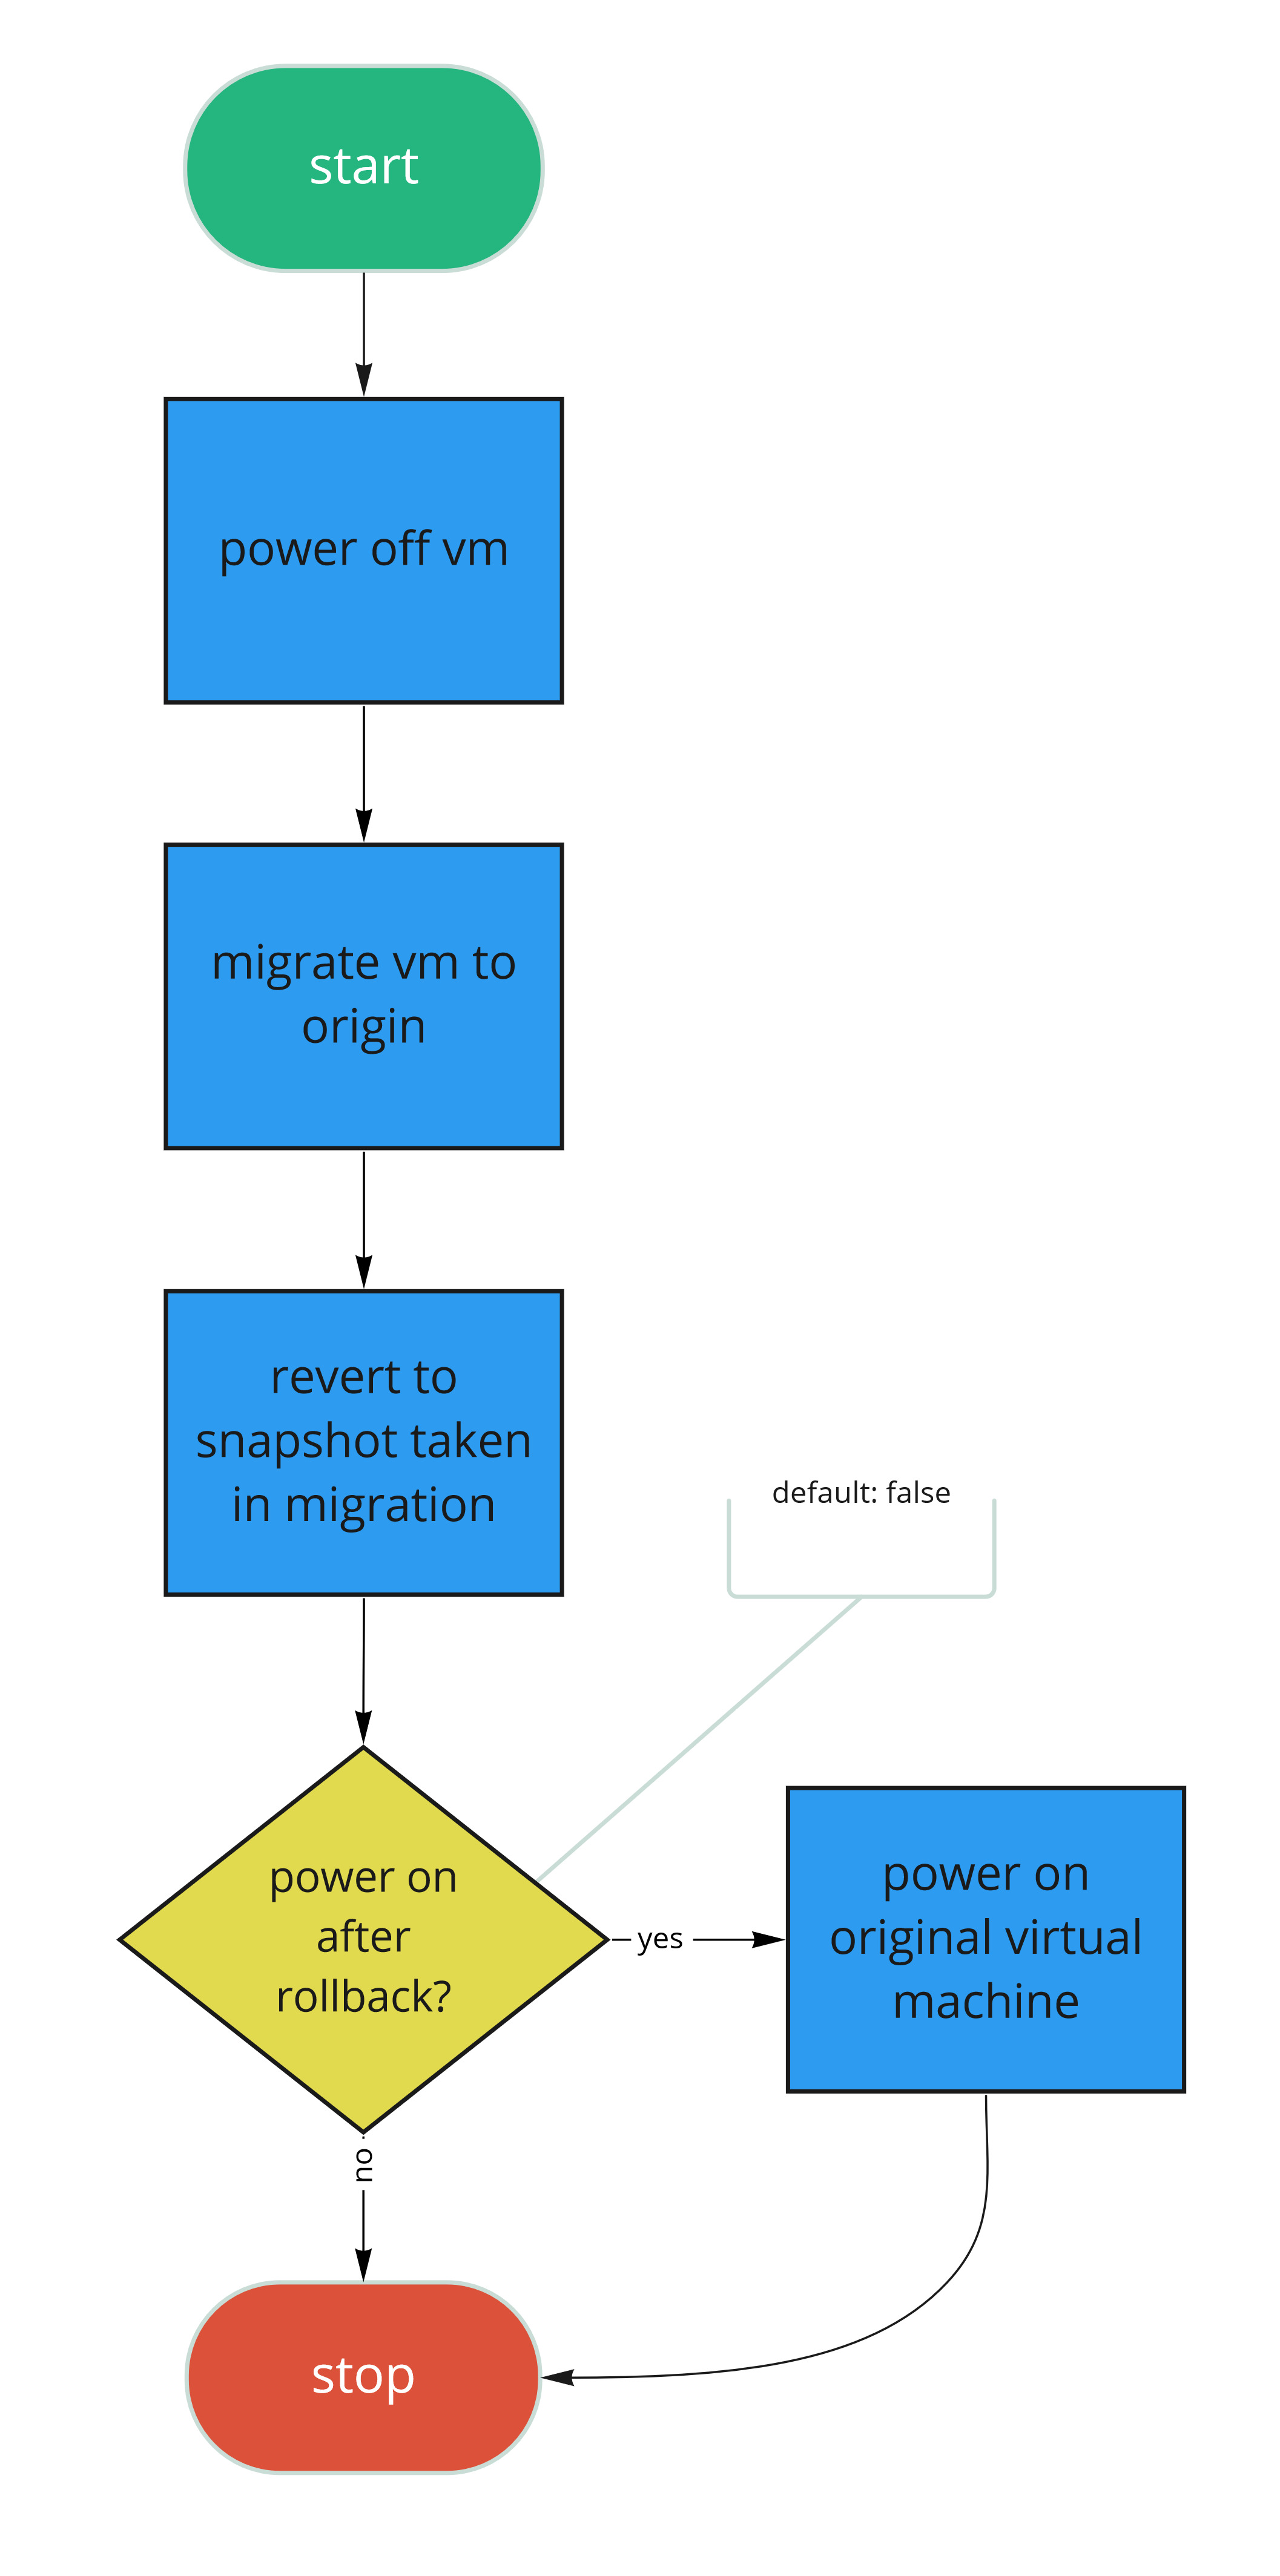 start
power off vm
migrate vm to
origin
revert to
snapshot taken
in migration
default: false
power on
after
rollback?
yes
power on
original virtual
machine
no
stop